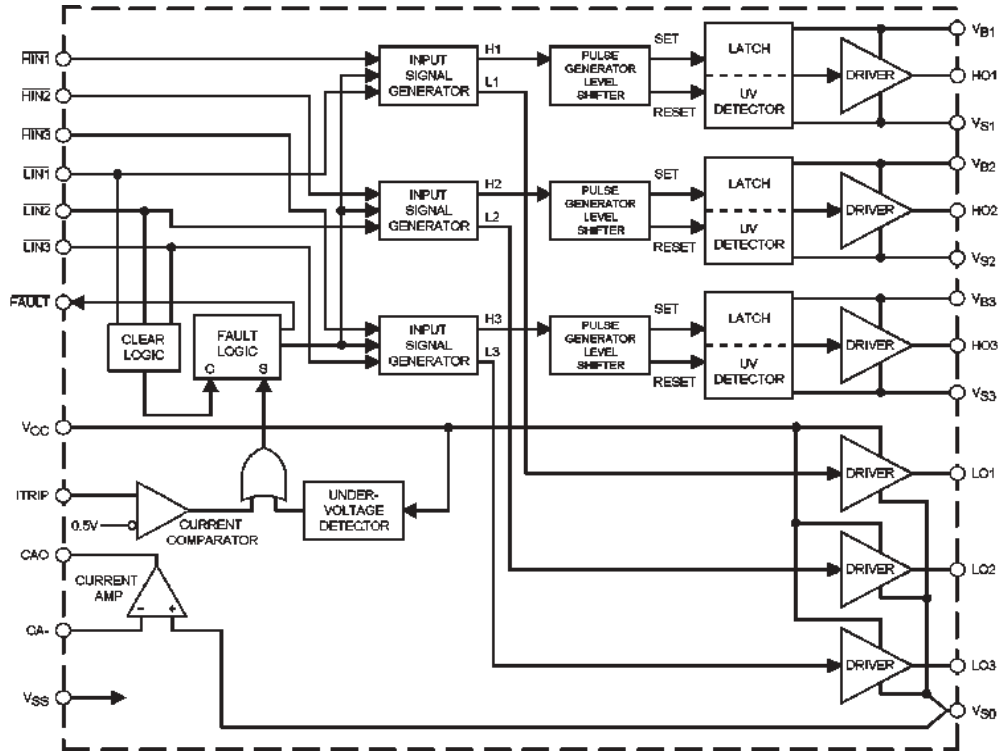 HIN1
HIN2
HIN3
LIN1
LIN2
LIN3
FAULT
VCC
ITRIP
0.5V
CAO
CA-
VSS
CLEAR
LOGIC
FAULT
LOGIC
C S
CURRENT
COMPARATOR
UNDER-
VOLTAGE
DETECTOR
CURRENT
AMP
- +
INPUT
SIGNAL
GENERATOR
H1
L1
PULSE
GENERATOR
LEVEL
SHIFTER
SET
RESET
LATCH
UV
DETECTOR
DRIVER
VB1
HO1
VS1
INPUT
SIGNAL
GENERATOR
H2
L2
PULSE
GENERATOR
LEVEL
SHIFTER
SET
RESET
LATCH
UV
DETECTOR
DRIVER
VB2
HO2
VS2
INPUT
SIGNAL
GENERATOR
H3
L3
PULSE
GENERATOR
LEVEL
SHIFTER
SET
RESET
LATCH
UV
DETECTOR
DRIVER
VB3
HO3
VS3
DRIVER
LO1
DRIVER
LO2
DRIVER
LO3
VS0